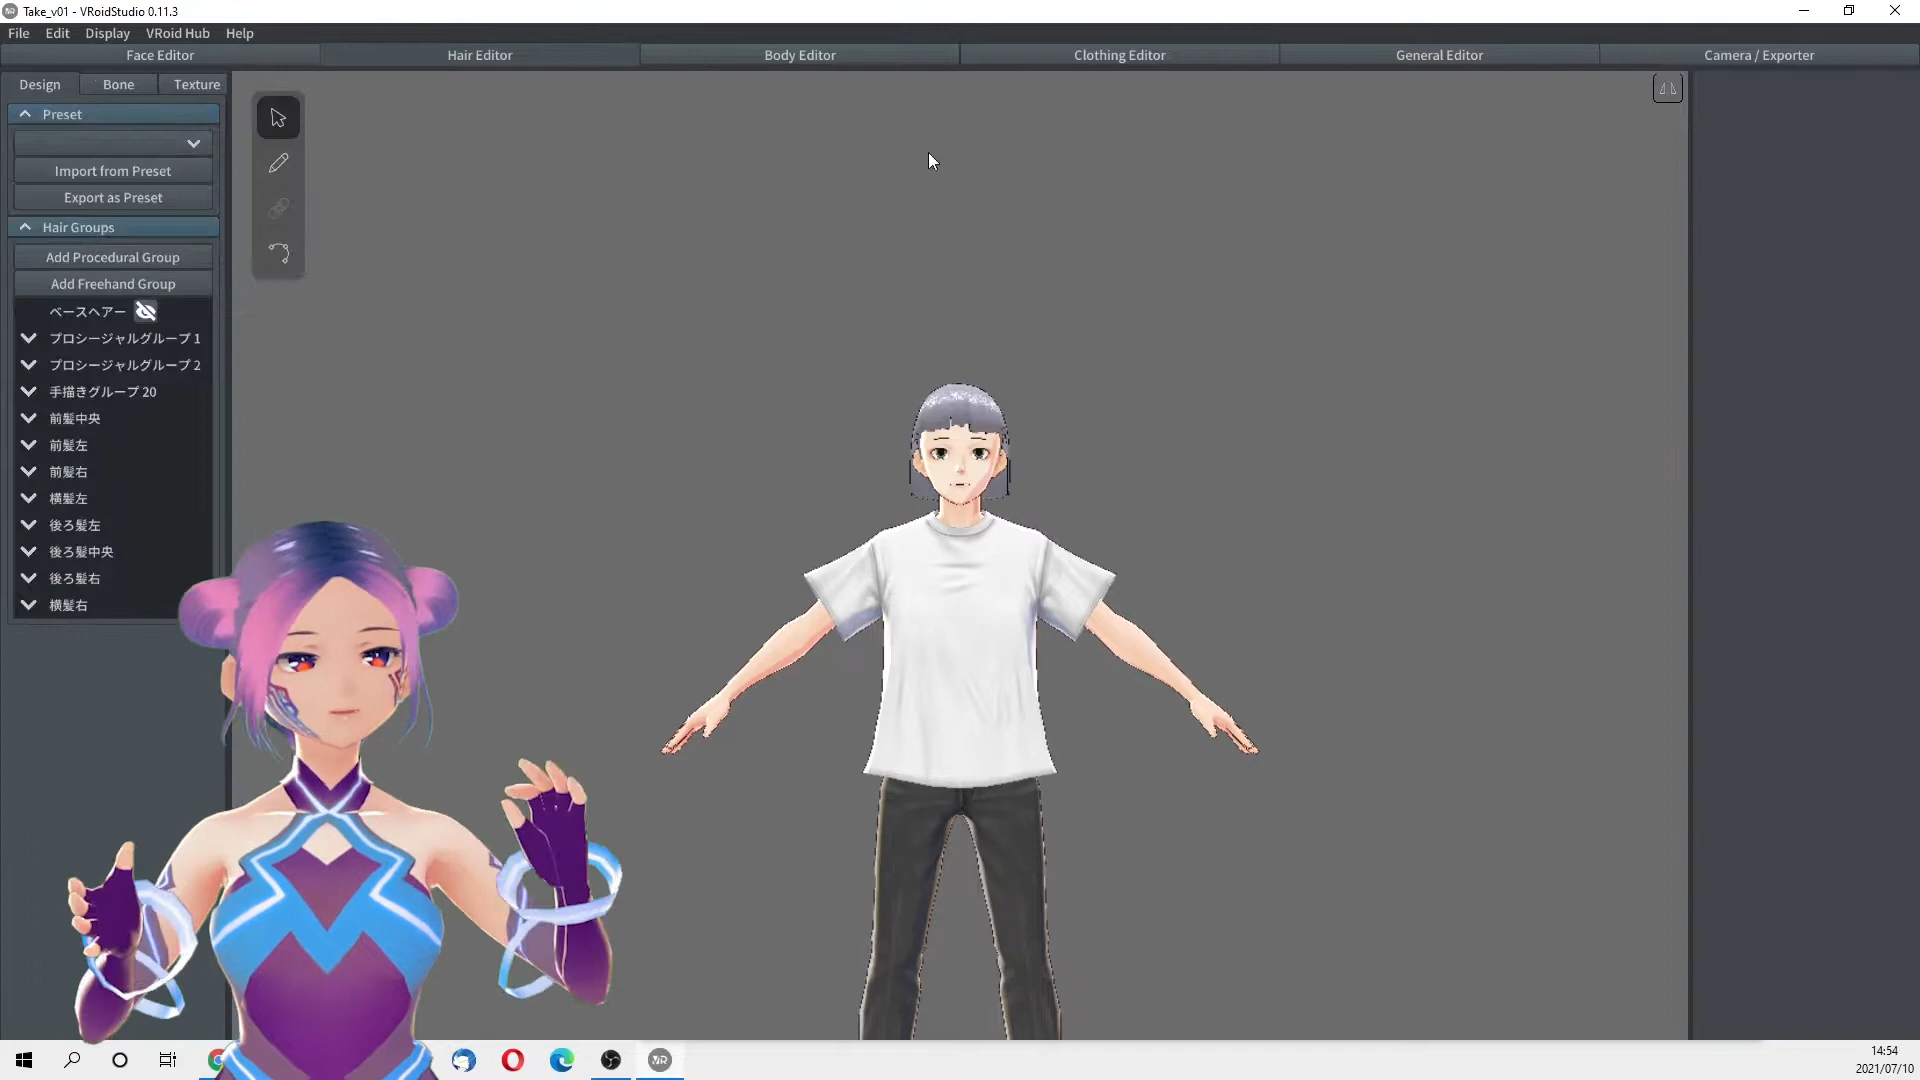 Take_v01 - VRoidStudio 0.11.3
File Edit Display VRoid Hub Help
Face Editor Hair Editor Body Editor Clothing Editor General Editor Camera / Exporter
Design Bone Texture
Preset
Import from Preset
Export as Preset
Hair Groups
Add Procedural Group
Add Freehand Group
ベースヘアー
プロシージャルグループ 1
プロシージャルグループ 2
手描きグループ 20
前髪中央
前髪左
前髪右
横髪左
後ろ髪左
後ろ髪中央
後ろ髪右
横髪右
VR
14:54
2021/07/10